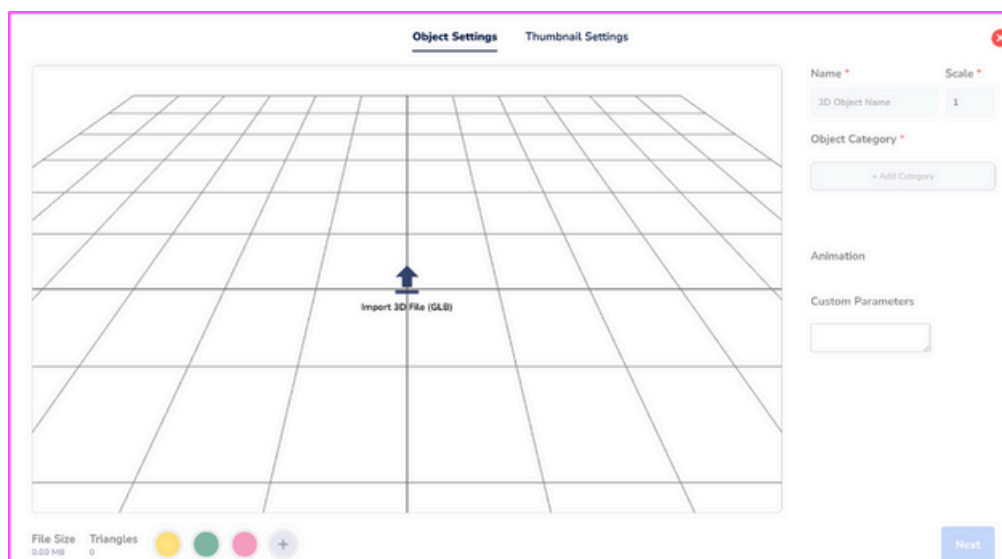 Object Settings Thumbnail Settings
Name * Scale *
3D Object Name 1
Object Category *
+ Add Category
Animation
Import 3D File (GLB)
Custom Parameters
File Size Triangles
0.00 MB 0
+
Next